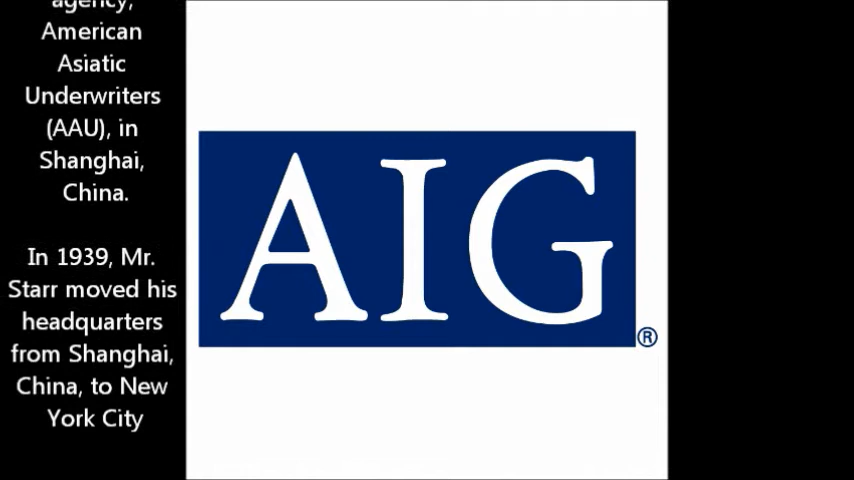 agency,
American
Asiatic
Underwriters
(AAU), in
Shanghai,
China.
In 1939, Mr.
Starr moved his
headquarters
from Shanghai,
China, to New
York City
AIG®